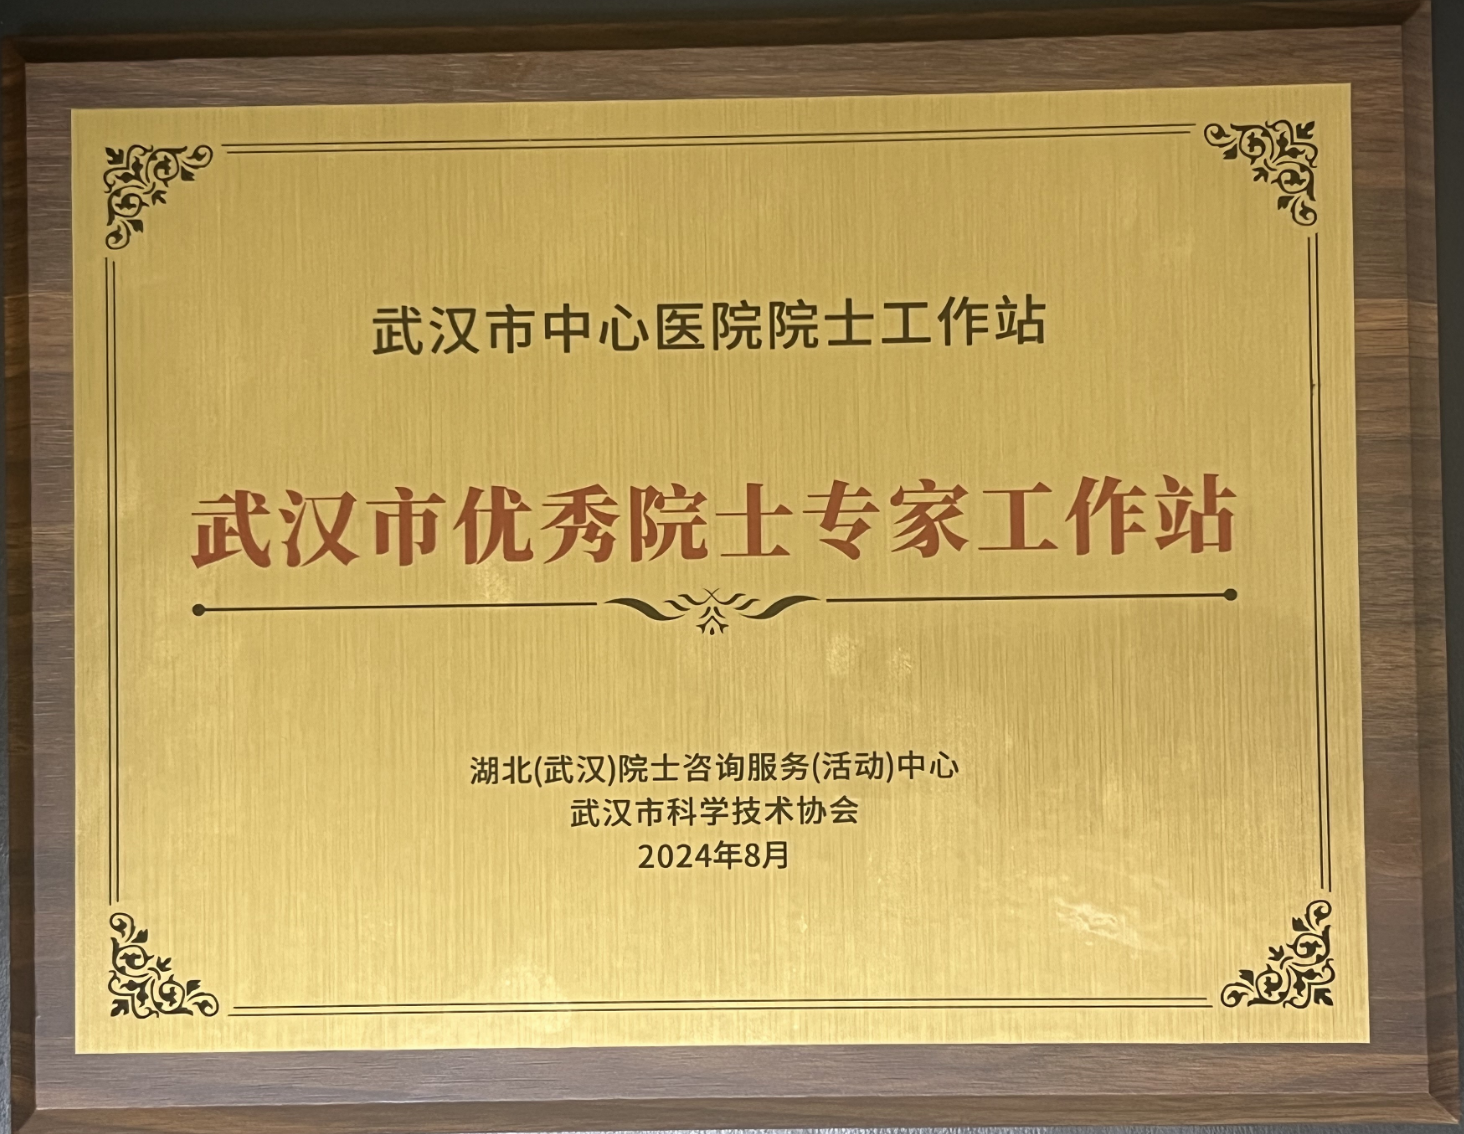 武汉市中心医院院士工作站
武汉市优秀院士专家工作站
湖北(武汉)院士咨询服务(活动)中心
武汉市科学技术协会
2024年8月